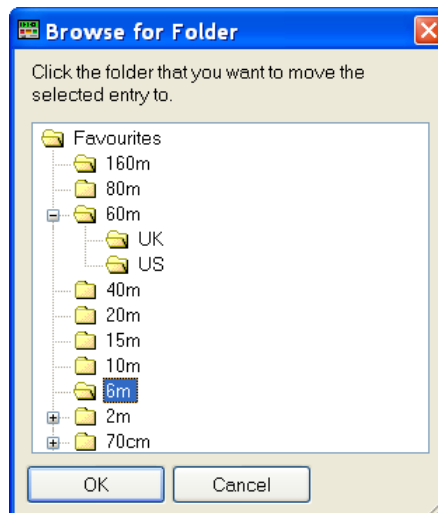 Browse for Folder
Click the folder that you want to move the
selected entry to.
Favourites
160m
80m
60m
UK
US
40m
20m
15m
10m
6m
2m
70cm
OK
Cancel